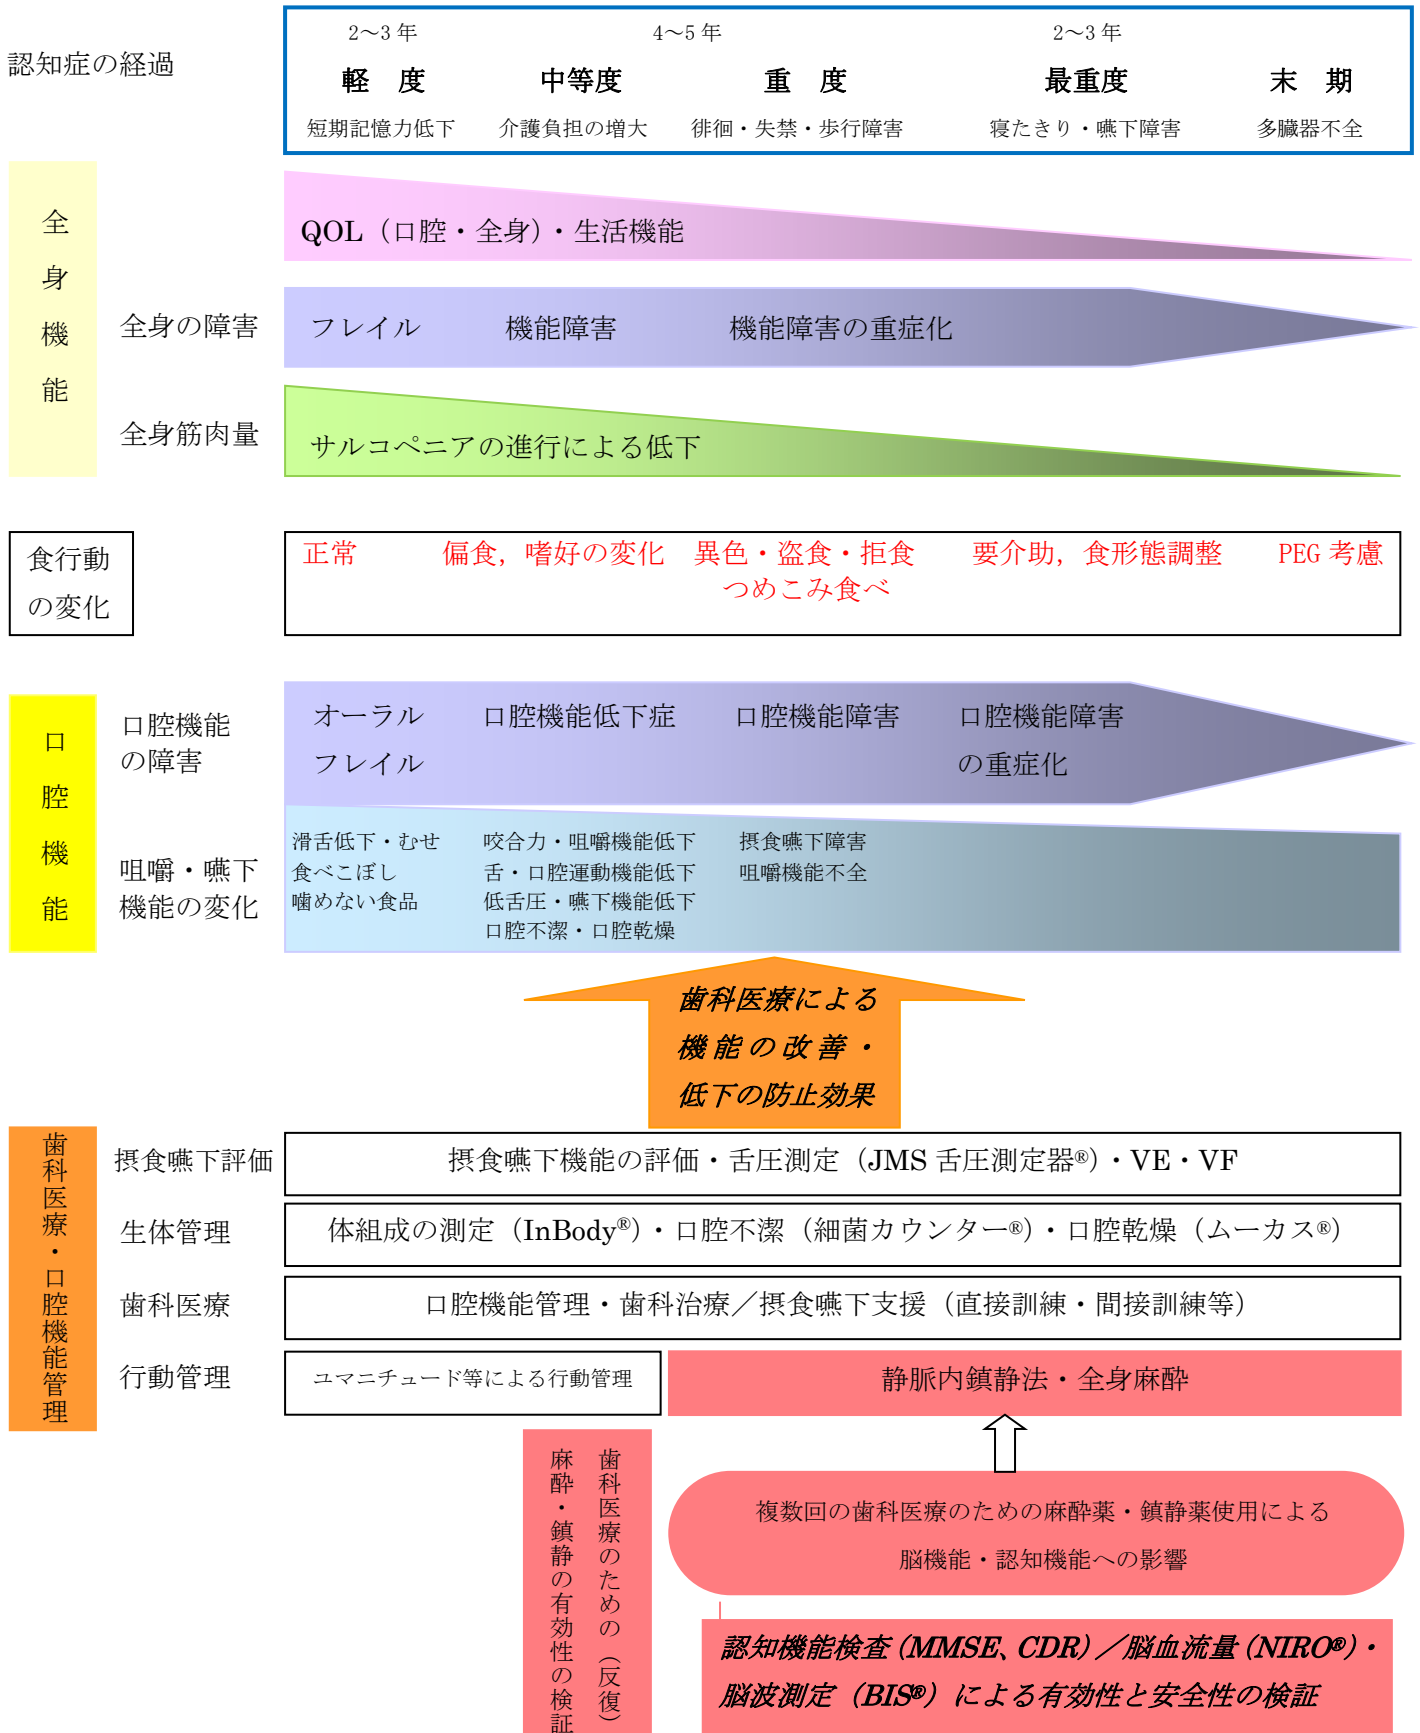 認知症の経過
2～3 年 4～5 年 2～3 年
軽 度 中等度 重 度 最重度 末 期
短期記憶力低下 介護負担の増大 徘徊・失禁・歩行障害 寝たきり・嚥下障害 多臓器不全
全身機能
QOL（口腔・全身）・生活機能
全身の障害
フレイル 機能障害 機能障害の重症化
全身筋肉量
サルコペニアの進行による低下
食行動
の変化
正常 偏食，嗜好の変化 異色・盗食・拒食 要介助，食形態調整 PEG 考慮
つめこみ食べ
口腔機能
口腔機能
の障害
オーラル
フレイル
口腔機能低下症
口腔機能障害
口腔機能障害
の重症化
咀嚼・嚥下
機能の変化
滑舌低下・むせ
食べこぼし
噛めない食品
咬合力・咀嚼機能低下
舌・口腔運動機能低下
低舌圧・嚥下機能低下
口腔不潔・口腔乾燥
摂食嚥下障害
咀嚼機能不全
歯科医療による
機能の改善・
低下の防止効果
歯科医療・口腔機能管理
摂食嚥下評価
摂食嚥下機能の評価・舌圧測定（JMS 舌圧測定器®）・VE・VF
生体管理
体組成の測定（InBody®）・口腔不潔（細菌カウンター®）・口腔乾燥（ムーカス®）
歯科医療
口腔機能管理・歯科治療／摂食嚥下支援（直接訓練・間接訓練等）
行動管理
ユマニチュード等による行動管理
静脈内鎮静法・全身麻酔
歯科医療のための（反復）
麻酔・鎮静の有効性の検証
複数回の歯科医療のための麻酔薬・鎮静薬使用による
脳機能・認知機能への影響
認知機能検査（MMSE、CDR）／脳血流量（NIRO®）・
脳波測定（BIS®）による有効性と安全性の検証